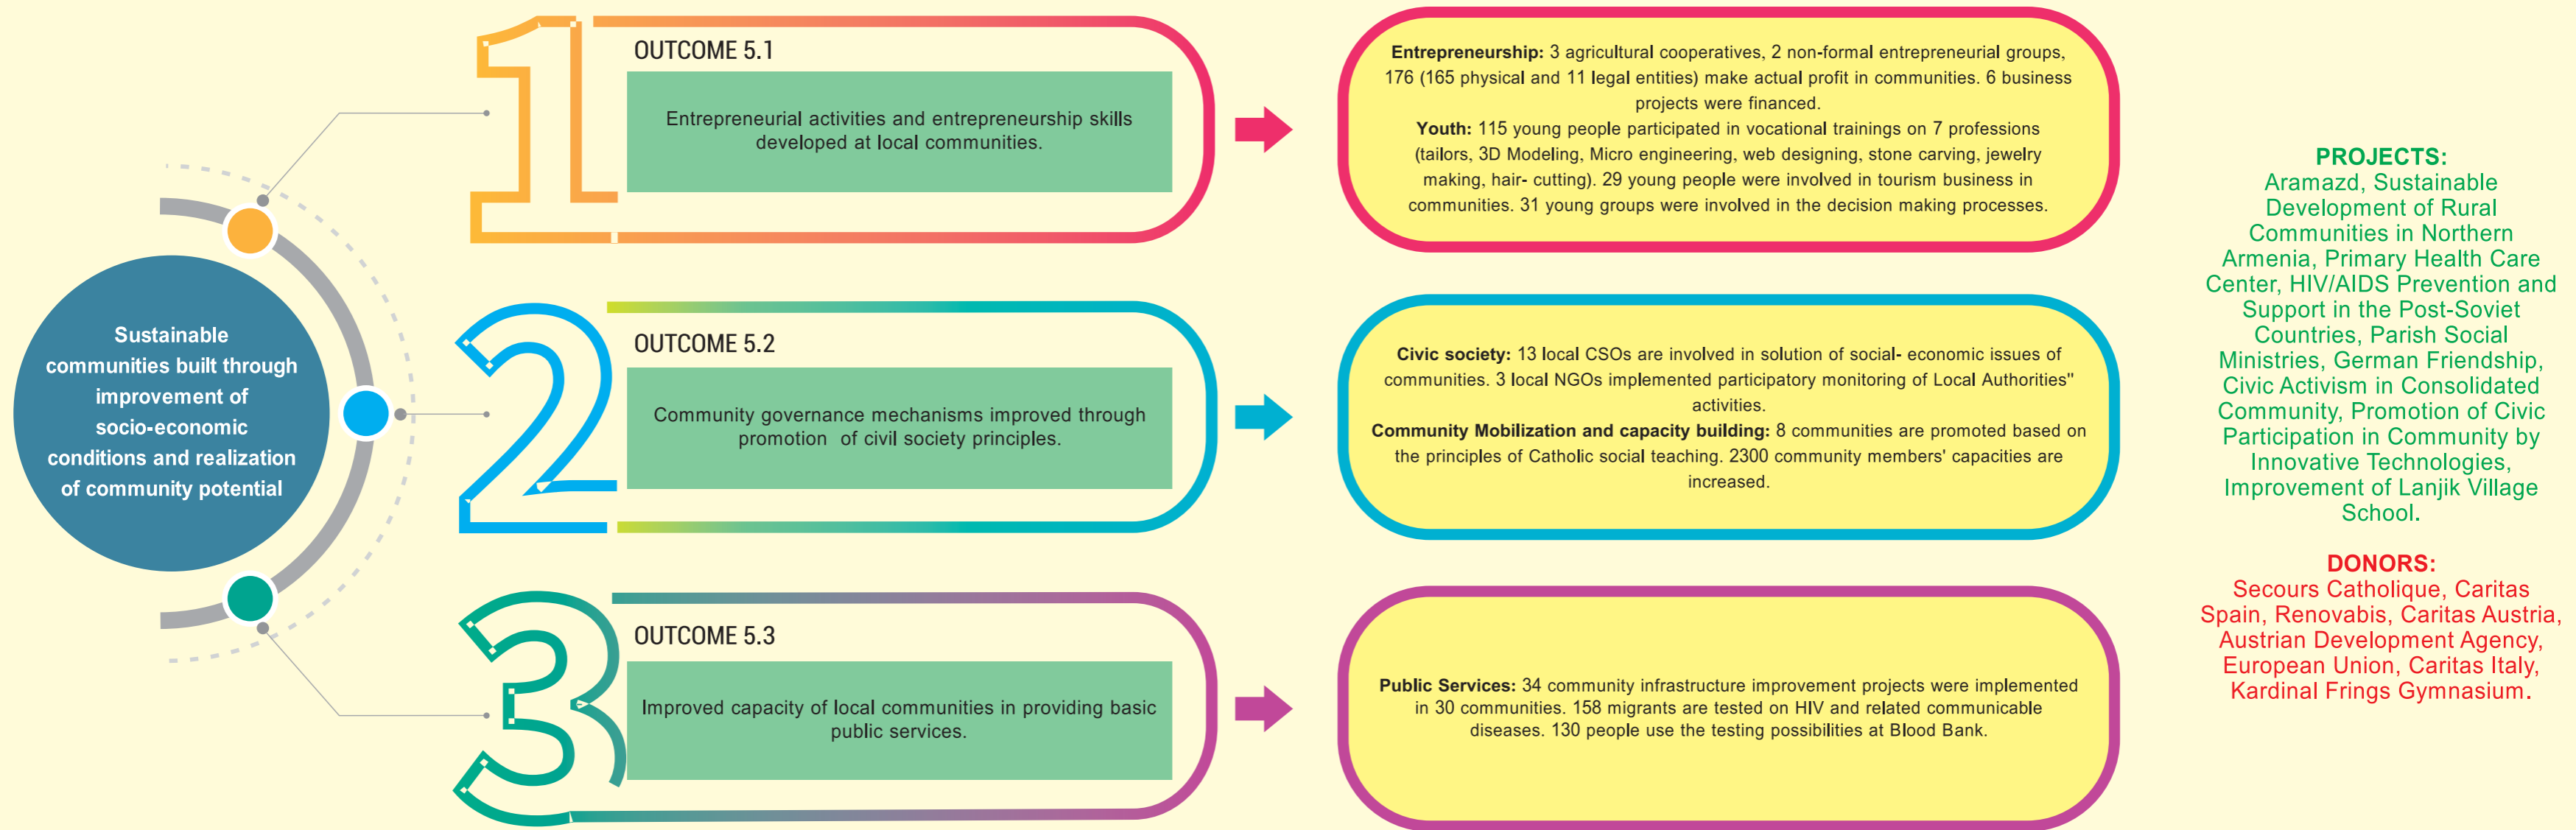 Sustainable
communities built through
improvement of
socio-economic
conditions and realization
of community potential
1
OUTCOME 5.1
Entrepreneurial activities and entrepreneurship skills
developed at local communities.
Entrepreneurship: 3 agricultural cooperatives, 2 non-formal entrepreneurial groups,
176 (165 physical and 11 legal entities) make actual profit in communities. 6 business
projects were financed.
Youth: 115 young people participated in vocational trainings on 7 professions
(tailors, 3D Modeling, Micro engineering, web designing, stone carving, jewelry
making, hair- cutting). 29 young people were involved in tourism business in
communities. 31 young groups were involved in the decision making processes.
2
OUTCOME 5.2
Community governance mechanisms improved through
promotion of civil society principles.
Civic society: 13 local CSOs are involved in solution of social- economic issues of
communities. 3 local NGOs implemented participatory monitoring of Local Authorities"
activities.
Community Mobilization and capacity building: 8 communities are promoted based on
the principles of Catholic social teaching. 2300 community members' capacities are
increased.
3
OUTCOME 5.3
Improved capacity of local communities in providing basic
public services.
Public Services: 34 community infrastructure improvement projects were implemented
in 30 communities. 158 migrants are tested on HIV and related communicable
diseases. 130 people use the testing possibilities at Blood Bank.
PROJECTS:
Aramazd, Sustainable
Development of Rural
Communities in Northern
Armenia, Primary Health Care
Center, HIV/AIDS Prevention and
Support in the Post-Soviet
Countries, Parish Social
Ministries, German Friendship,
Civic Activism in Consolidated
Community, Promotion of Civic
Participation in Community by
Innovative Technologies,
Improvement of Lanjik Village
School.
DONORS:
Secours Catholique, Caritas
Spain, Renovabis, Caritas Austria,
Austrian Development Agency,
European Union, Caritas Italy,
Kardinal Frings Gymnasium.